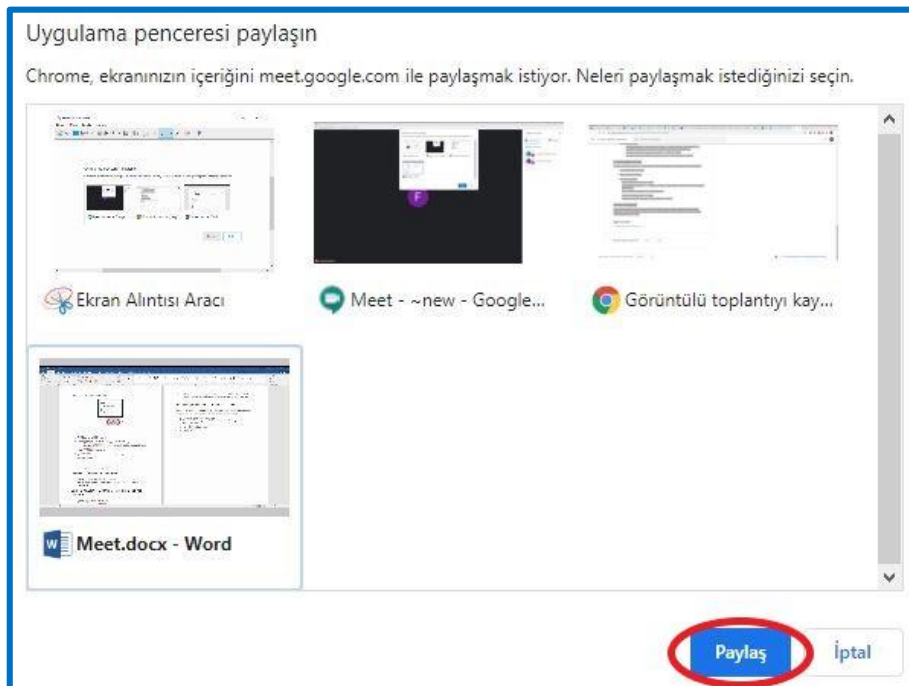 Uygulama penceresi paylaşın
Chrome, ekranınızın içeriğini meet.google.com ile paylaşmak istiyor. Neleri paylaşmak istediğinizi seçin.
Ekran Alıntısı Aracı
Meet - ~new - Google...
Görüntülü toplantıyı kay...
F
Meet.docx - Word
Paylaş
İptal